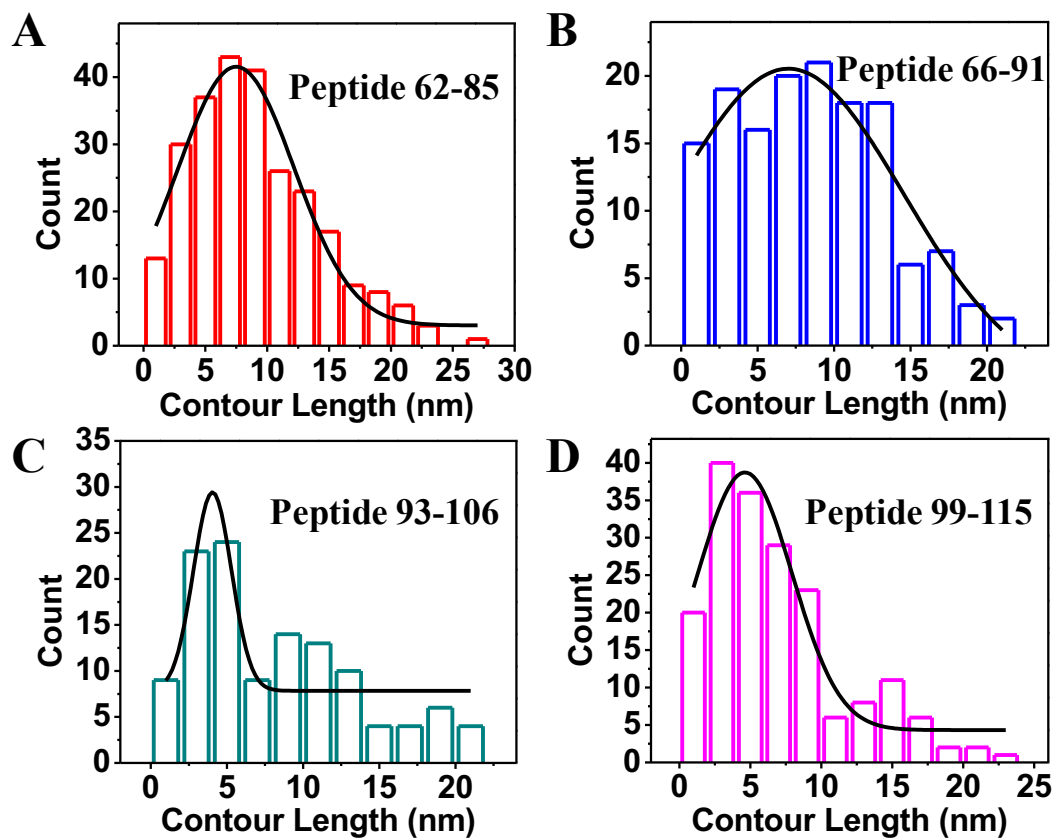 A
Peptide 62-85
Count
40
30
20
10
0
0 5 10 15 20 25 30
Contour Length (nm)
B
Peptide 66-91
Count
20
15
10
5
0
0 5 10 15 20
Contour Length (nm)
C
Peptide 93-106
Count
35
30
25
20
15
10
5
0
0 5 10 15 20
Contour Length (nm)
D
Peptide 99-115
Count
40
35
30
25
20
15
10
5
0
0 5 10 15 20 25
Contour Length (nm)